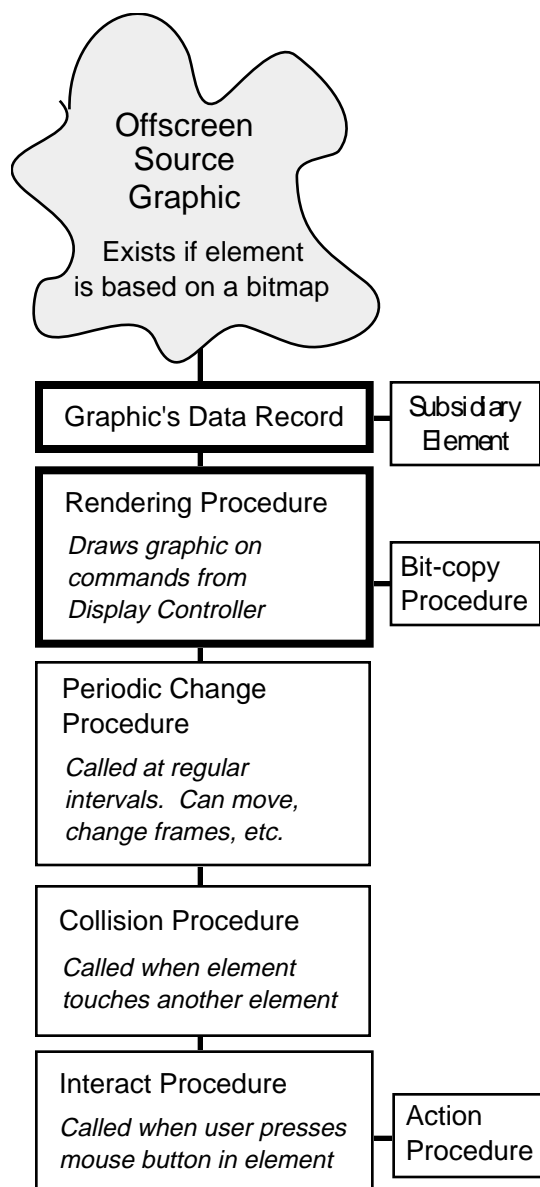 Offscreen
Source
Graphic
Exists if element
is based on a bitmap
Graphic's Data Record
Subsidiary
Element
Rendering Procedure
Draws graphic on
commands from
Display Controller
Bit-copy
Procedure
Periodic Change
Procedure
Called at regular
intervals.  Can move,
change frames, etc.
Collision Procedure
Called when element
touches another element
Interact Procedure
Called when user presses
mouse button in element
Action
Procedure